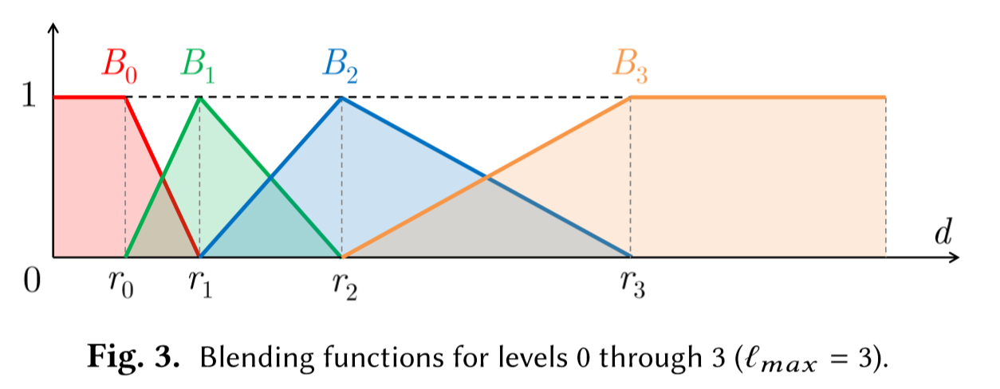 B₀ B₁ B₂ B₃
1
d
0 r₀ r₁ r₂ r₃
Fig. 3. Blending functions for levels 0 through 3 (ℓₘₐₓ = 3).